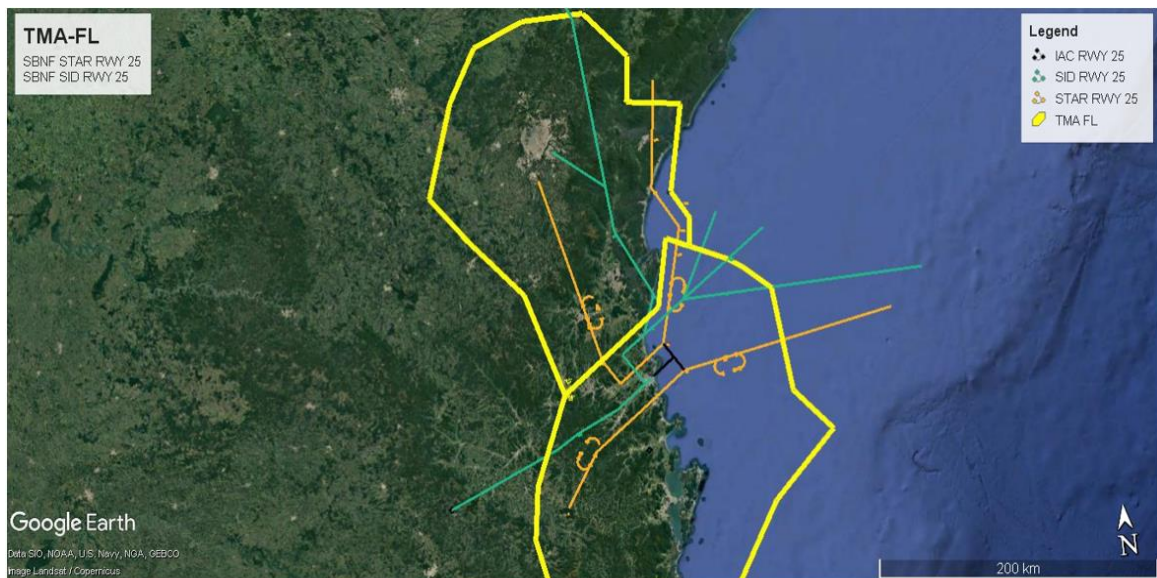 TMA-FL
SBNF STAR RWY 25
SBNF SID RWY 25
Legend
IAC RWY 25
SID RWY 25
STAR RWY 25
TMA FL
Google Earth
Data SIO, NOAA, U.S. Navy, NGA, GEBCO
Image Landsat / Copernicus
N
200 km